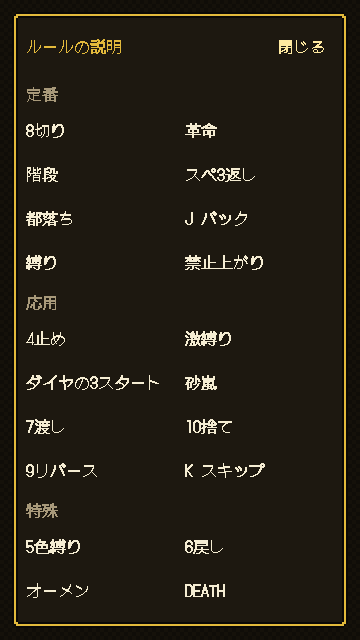 ルールの説明 閉じる
定番
8切り 革命
階段 スペ3返し
都落ち J バック
縛り 禁止上がり
応用
4止め 激縛り
ダイヤの3スタート 砂嵐
7渡し 10捨て
9リバース K スキップ
特殊
5色縛り 6戻し
オーメン DEATH